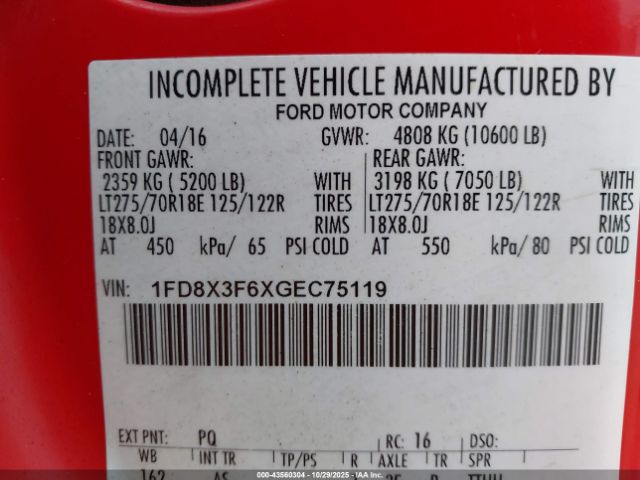 INCOMPLETE VEHICLE MANUFACTURED BY
FORD MOTOR COMPANY
DATE: 04/16 GVWR: 4808 KG (10600 LB)
FRONT GAWR: REAR GAWR:
2359 KG ( 5200 LB) WITH 3198 KG ( 7050 LB) WITH
LT275/70R18E 125/122R TIRES LT275/70R18E 125/122R TIRES
18X8.0J RIMS 18X8.0J RIMS
AT 450 kPa/ 65 PSI COLD AT 550 kPa/ 80 PSI COLD
VIN: 1FD8X3F6XGEC75119
EXT PNT: PQ RC: 16 DSO:
WB INT TR TP/PS R AXLE TR SPR
162
000-43560304 | 10/29/2025 | IAA, Inc.